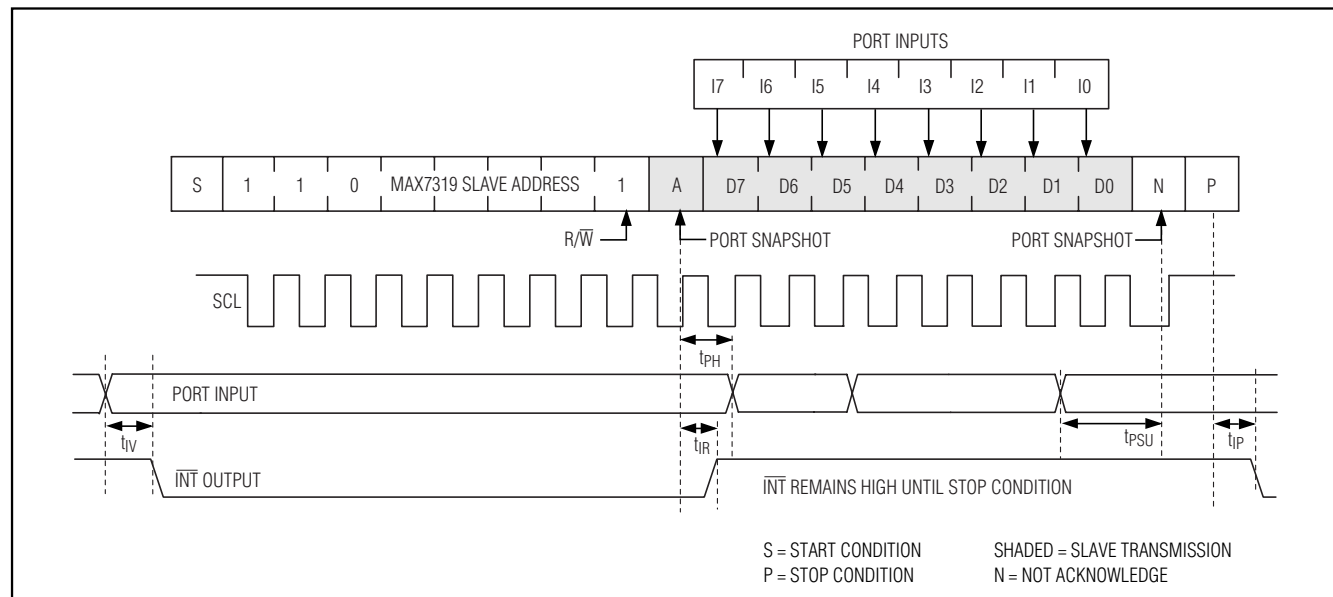 PORT INPUTS
I7 I6 I5 I4 I3 I2 I1 I0
S 1 1 0 MAX7319 SLAVE ADDRESS 1 A D7 D6 D5 D4 D3 D2 D1 D0 N P
R/W̅ PORT SNAPSHOT PORT SNAPSHOT
SCL
tPH
PORT INPUT
tIV tIR tPSU tIP
I̅N̅T̅ OUTPUT I̅N̅T̅ REMAINS HIGH UNTIL STOP CONDITION
S = START CONDITION SHADED = SLAVE TRANSMISSION
P = STOP CONDITION N = NOT ACKNOWLEDGE